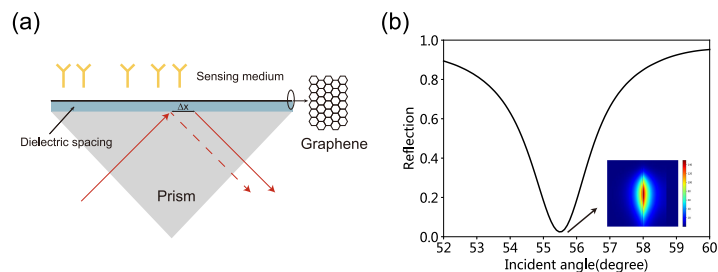 (a)
Sensing medium
Δx
Dielectric spacing
Graphene
Prism
(b)
1.0
0.8
0.6
0.4
0.2
0.0
Reflection
52 53 54 55 56 57 58 59 60
Incident angle(degree)